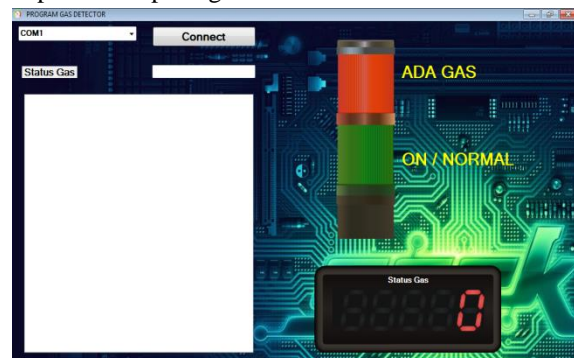 PROGRAM GAS DETECTOR
COM1
Connect
Status Gas
ADA GAS
ON / NORMAL
Status Gas
0